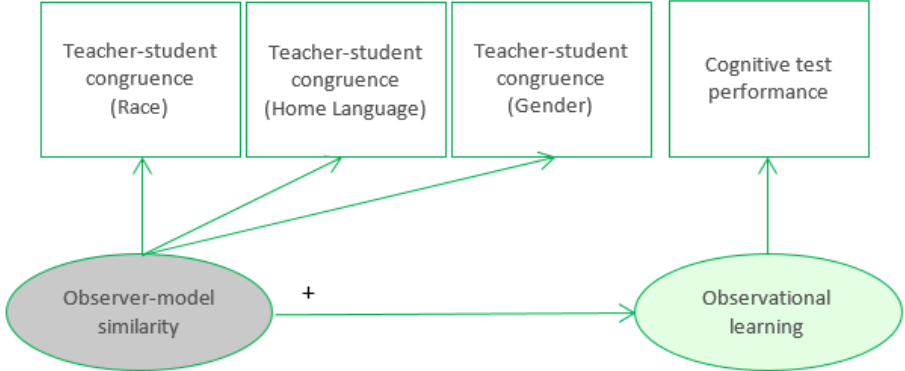 Teacher-student
congruence
(Race)
Teacher-student
congruence
(Home Language)
Teacher-student
congruence
(Gender)
Cognitive test
performance
Observer-model
similarity
+
Observational
learning